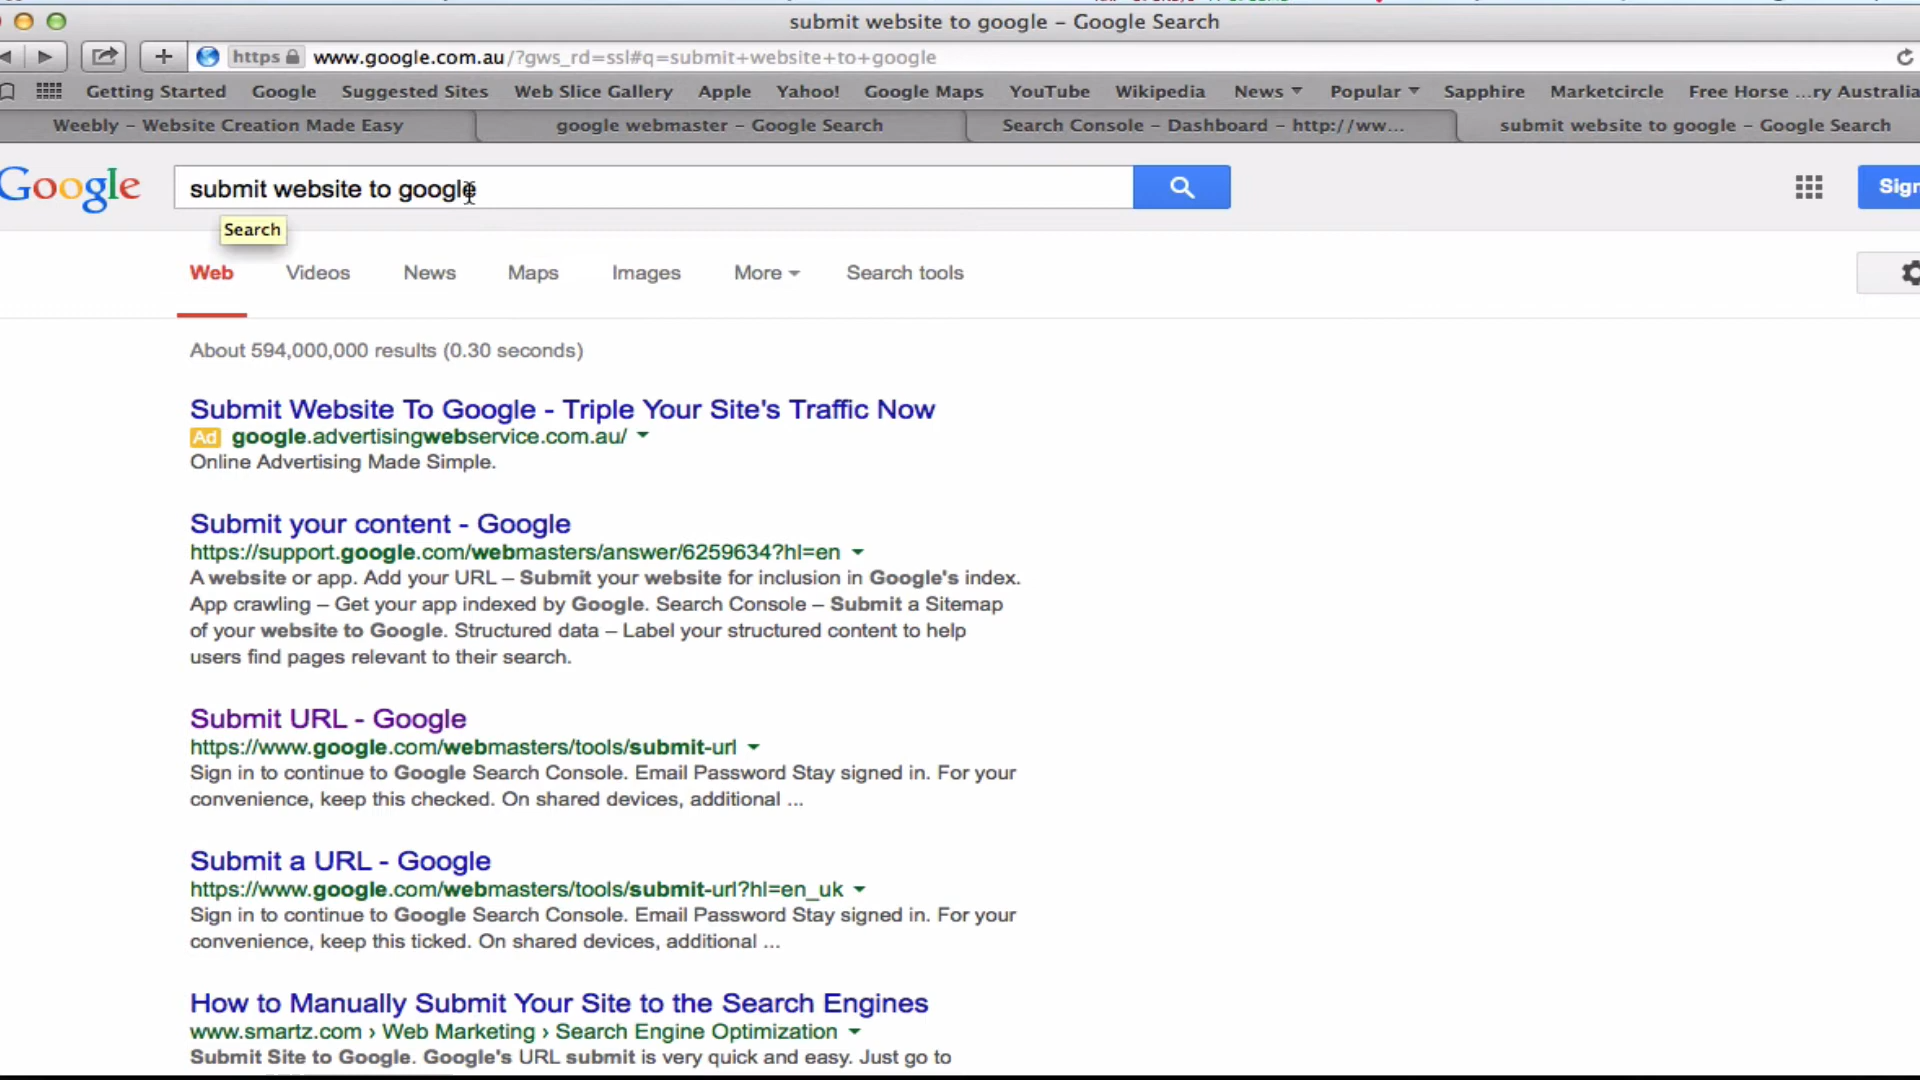 submit website to google – Google Search
https www.google.com.au/?gws_rd=ssl#q=submit+website+to+google
Getting Started Google Suggested Sites Web Slice Gallery Apple Yahoo! Google Maps YouTube Wikipedia News Popular Sapphire Marketcircle Free Horse ...ry Australia
Weebly – Website Creation Made Easy google webmaster – Google Search Search Console – Dashboard – http://ww... submit website to google – Google Search
Google submit website to google Sign
Search
Web Videos News Maps Images More Search tools
About 594,000,000 results (0.30 seconds)
Submit Website To Google - Triple Your Site's Traffic Now
Ad google.advertisingwebservice.com.au/
Online Advertising Made Simple.
Submit your content - Google
https://support.google.com/webmasters/answer/6259634?hl=en
A website or app. Add your URL – Submit your website for inclusion in Google's index.
App crawling – Get your app indexed by Google. Search Console – Submit a Sitemap
of your website to Google. Structured data – Label your structured content to help
users find pages relevant to their search.
Submit URL - Google
https://www.google.com/webmasters/tools/submit-url
Sign in to continue to Google Search Console. Email Password Stay signed in. For your
convenience, keep this checked. On shared devices, additional ...
Submit a URL - Google
https://www.google.com/webmasters/tools/submit-url?hl=en_uk
Sign in to continue to Google Search Console. Email Password Stay signed in. For your
convenience, keep this ticked. On shared devices, additional ...
How to Manually Submit Your Site to the Search Engines
www.smartz.com › Web Marketing › Search Engine Optimization
Submit Site to Google. Google's URL submit is very quick and easy. Just go to